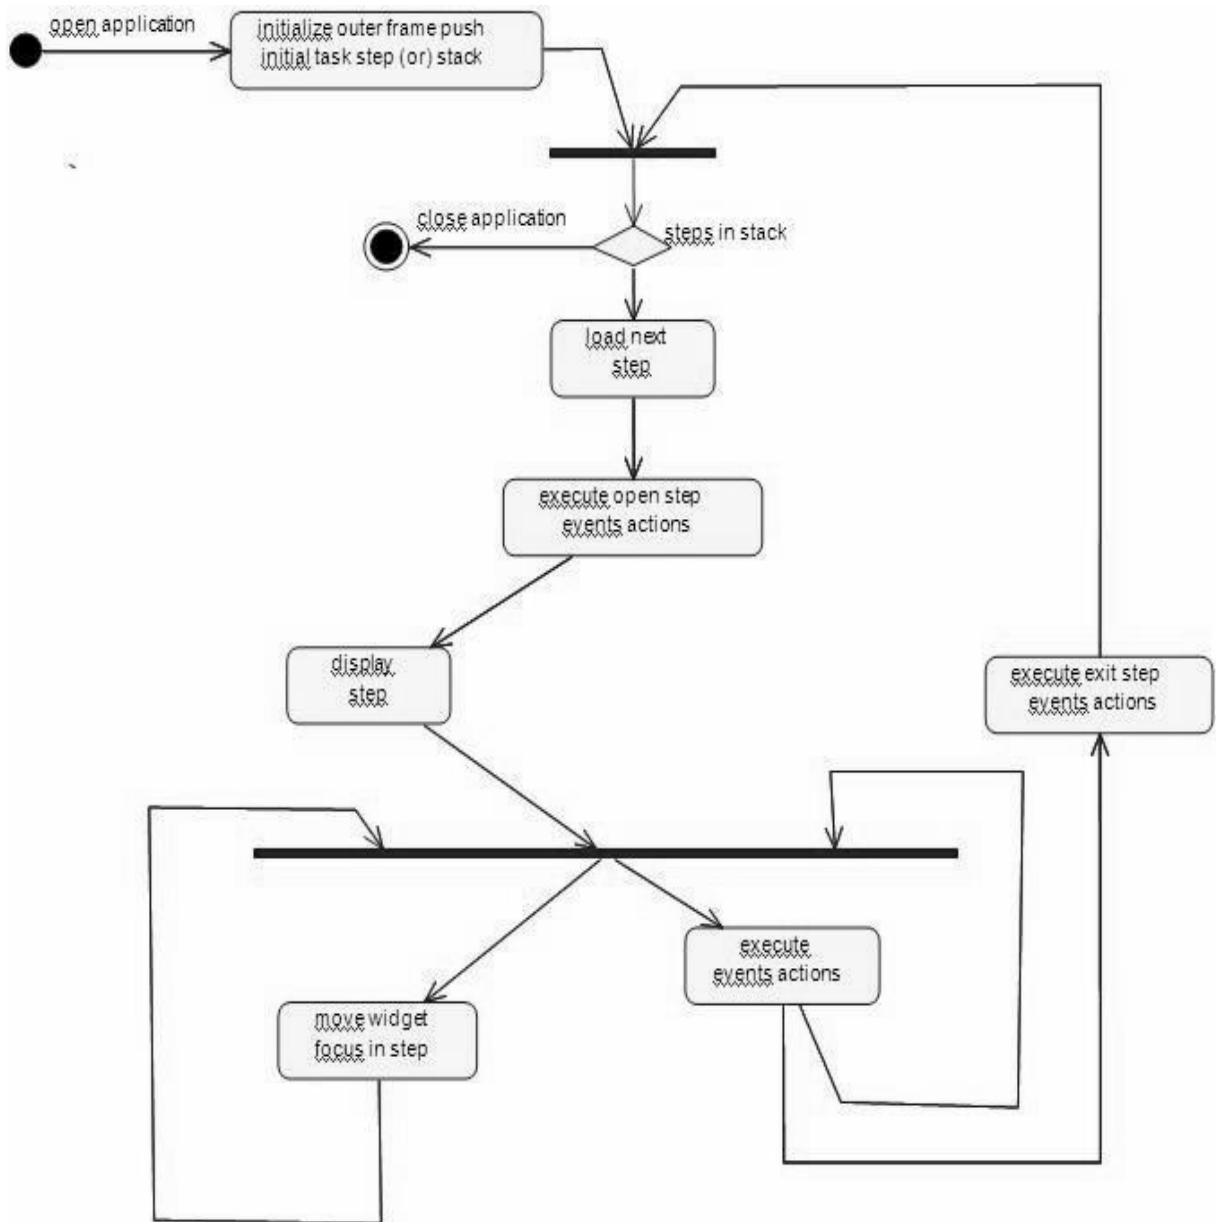 open application
initialize outer frame push
initial task step (or) stack
close application
steps in stack
load next
step
execute open step
events actions
display
step
execute exit step
events actions
execute
events actions
move widget
focus in step